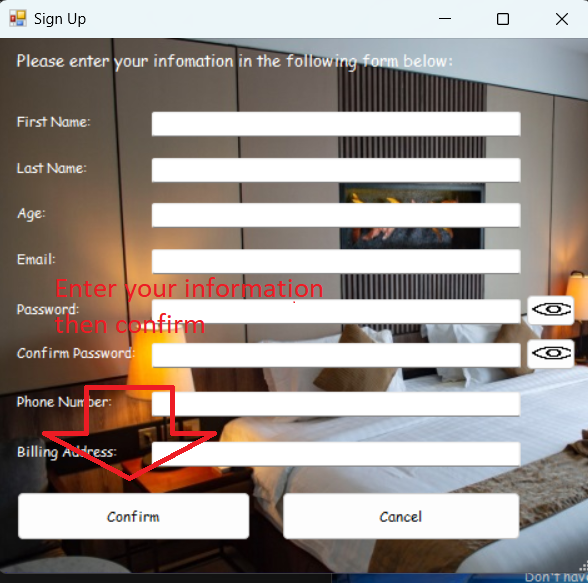 Sign Up
Please enter your infomation in the following form below:
First Name:
Last Name:
Age:
Email:
Enter your information
Password:
then confirm
Confirm Password:
Phone Number:
Billing Address:
Confirm Cancel
Don't hav